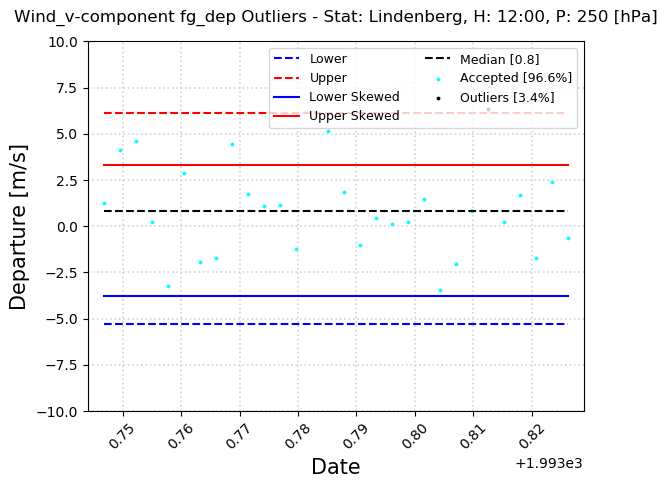 Wind_v-component fg_dep Outliers - Stat: Lindenberg, H: 12:00, P: 250 [hPa]
Lower
Upper
Lower Skewed
Upper Skewed
Median [0.8]
Accepted [96.6%]
Outliers [3.4%]
Departure [m/s]
10.0
7.5
5.0
2.5
0.0
−2.5
−5.0
−7.5
−10.0
0.75
0.76
0.77
0.78
0.79
0.80
0.81
0.82
+1.993e3
Date